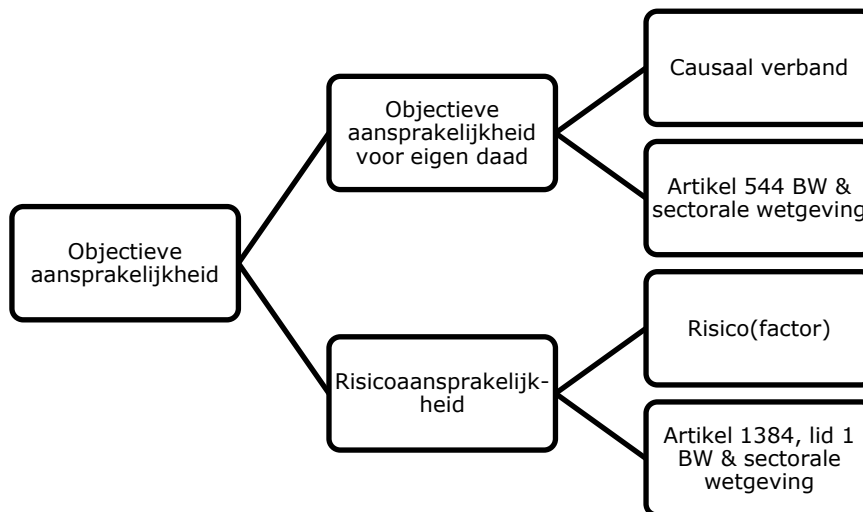 Objectieve
aansprakelijkheid
Objectieve
aansprakelijkheid
voor eigen daad
Causaal verband
Artikel 544 BW &
sectorale wetgeving
Risicoaansprakelijk-
heid
Risico(factor)
Artikel 1384, lid 1
BW & sectorale
wetgeving